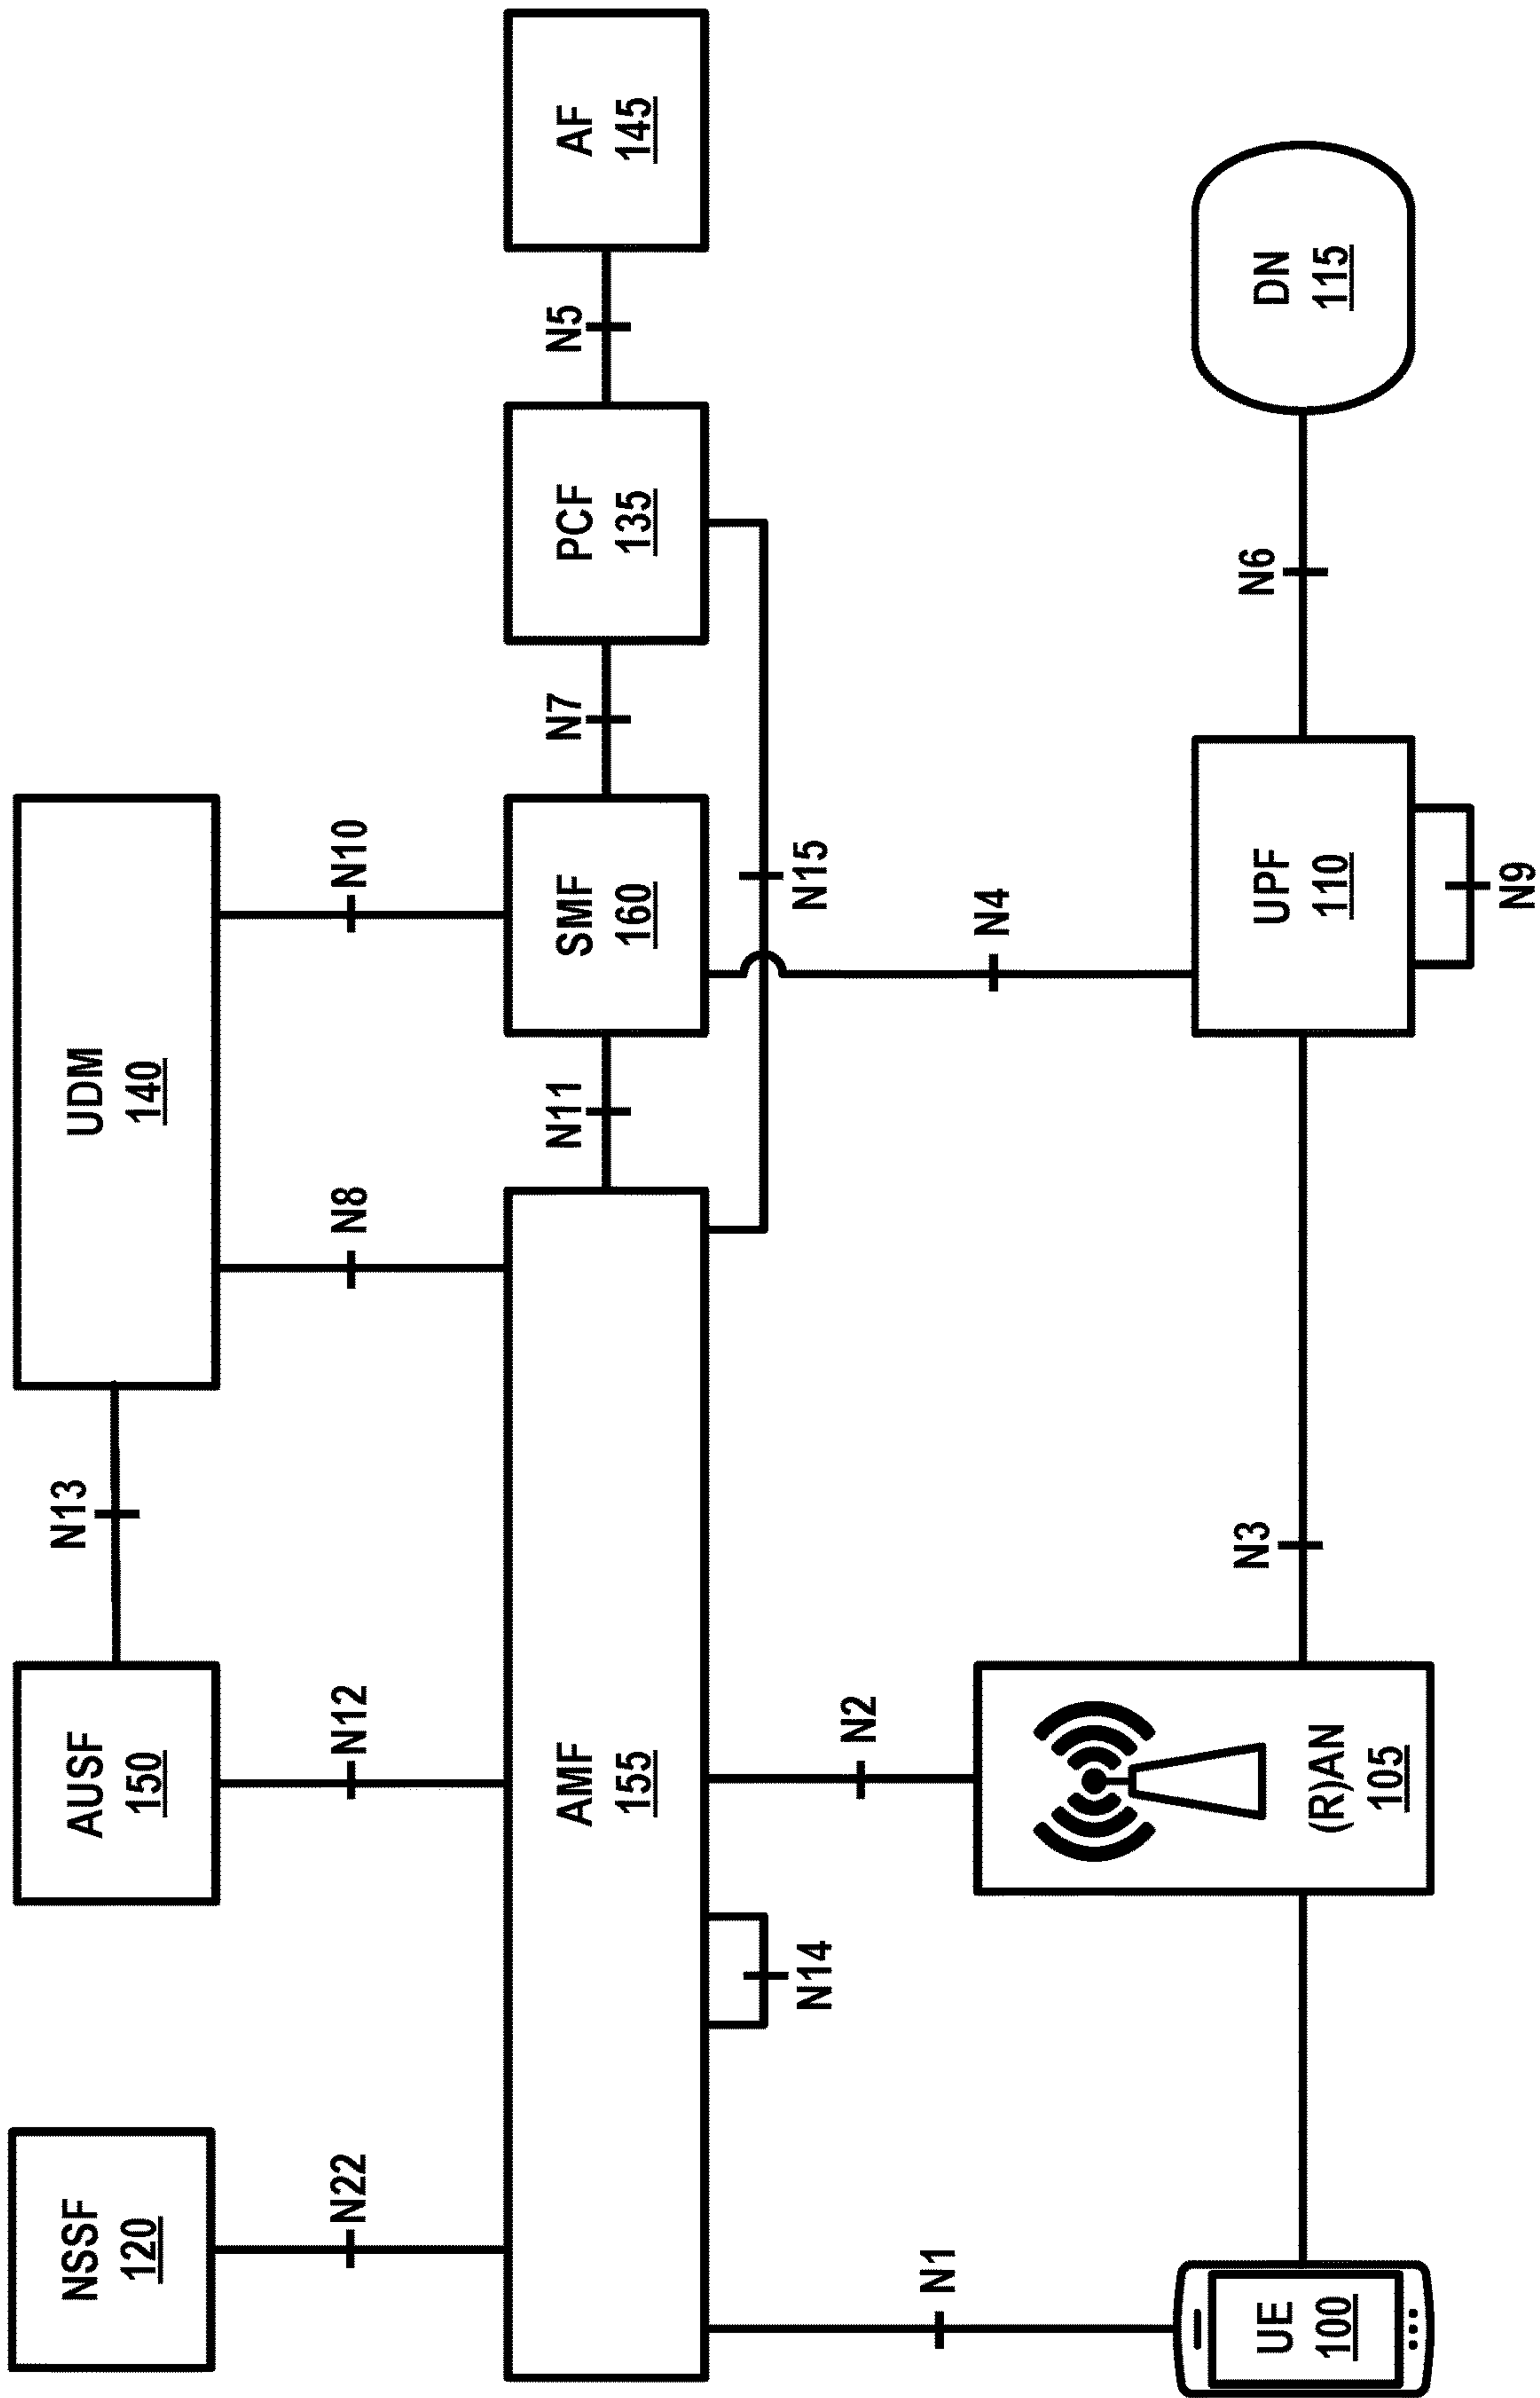 NSSF
120
AUSF
150
N13
UDM
140
N22
N12
N8
N10
AMF
155
N11
SMF
160
N7
PCF
135
N5
AF
145
N14
N15
N1
N2
N4
UE
100
(R)AN
105
N3
UPF
110
N6
DN
115
N9